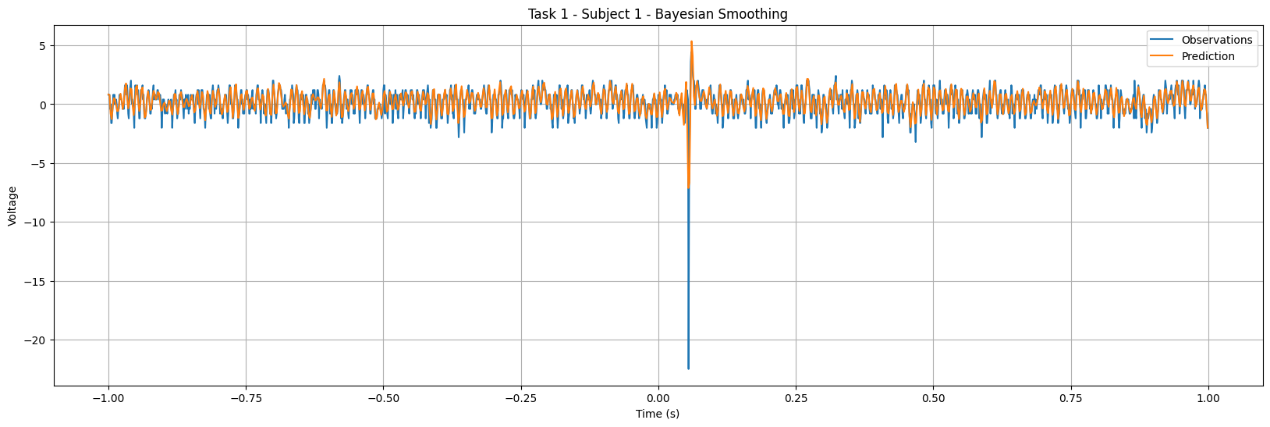 Task 1 - Subject 1 - Bayesian Smoothing
Observations
Prediction
5
0
−5
−10
−15
−20
Voltage
−1.00 −0.75 −0.50 −0.25 0.00 0.25 0.50 0.75 1.00
Time (s)